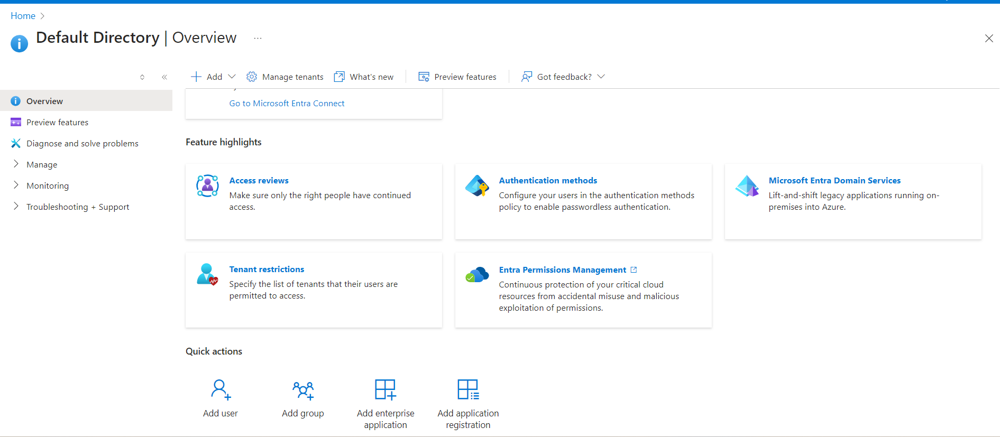 Home
Default Directory | Overview
Add
Manage tenants
What's new
Preview features
Got feedback?
Overview
Preview features
Diagnose and solve problems
Manage
Monitoring
Troubleshooting + Support
Go to Microsoft Entra Connect
Feature highlights
Access reviews
Make sure only the right people have continued
access.
Authentication methods
Configure your users in the authentication methods
policy to enable passwordless authentication.
Microsoft Entra Domain Services
Lift-and-shift legacy applications running on-
premises into Azure.
Tenant restrictions
Specify the list of tenants that their users are
permitted to access.
Entra Permissions Management
Continuous protection of your critical cloud
resources from accidental misuse and malicious
exploitation of permissions.
Quick actions
Add user
Add group
Add enterprise
application
Add application
registration